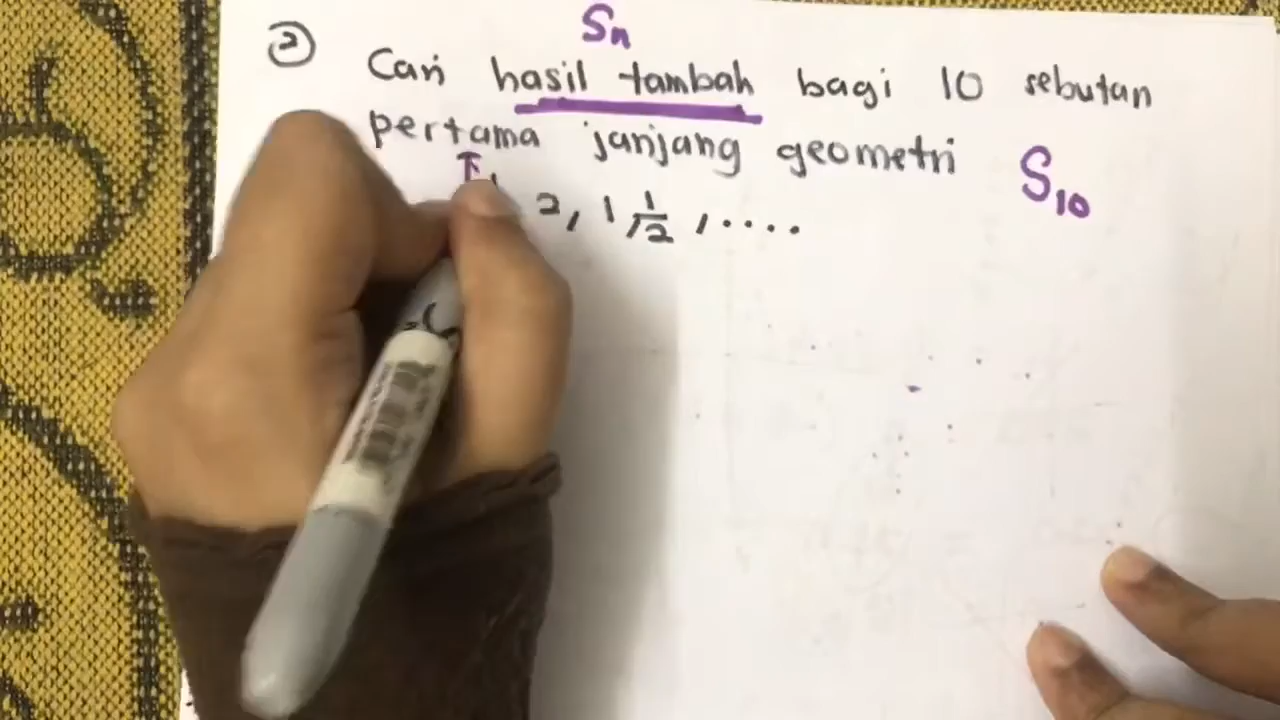 Sn
② Cari hasil tambah bagi 10 sebutan
pertama janjang geometri S10
2, 1 1/2, ....